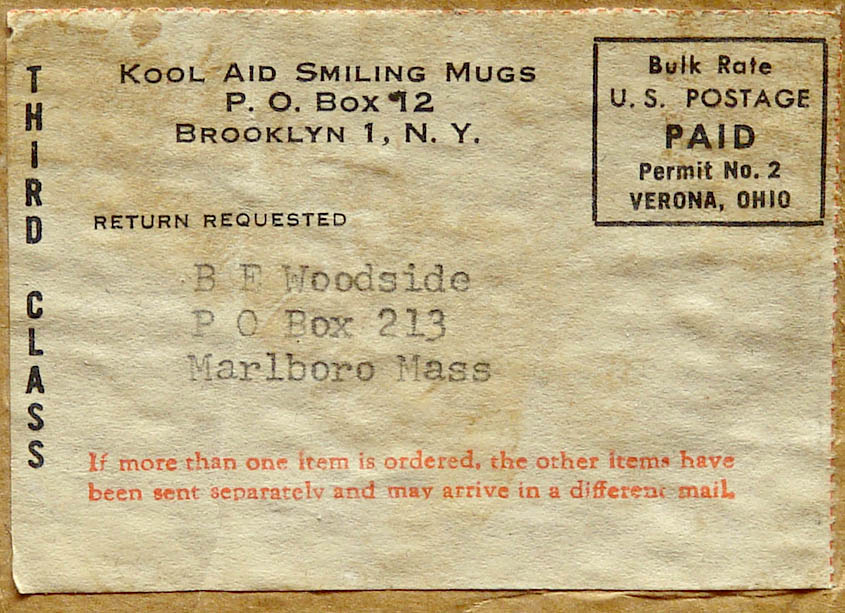 KOOL AID SMILING MUGS
P. O. BOX 12
BROOKLYN 1, N. Y.
Bulk Rate
U. S. POSTAGE
PAID
Permit No. 2
VERONA, OHIO
THIRD CLASS
RETURN REQUESTED
B F Woodside
P O Box 213
Marlboro Mass
If more than one item is ordered, the other items have
been sent separately and may arrive in a different mail.